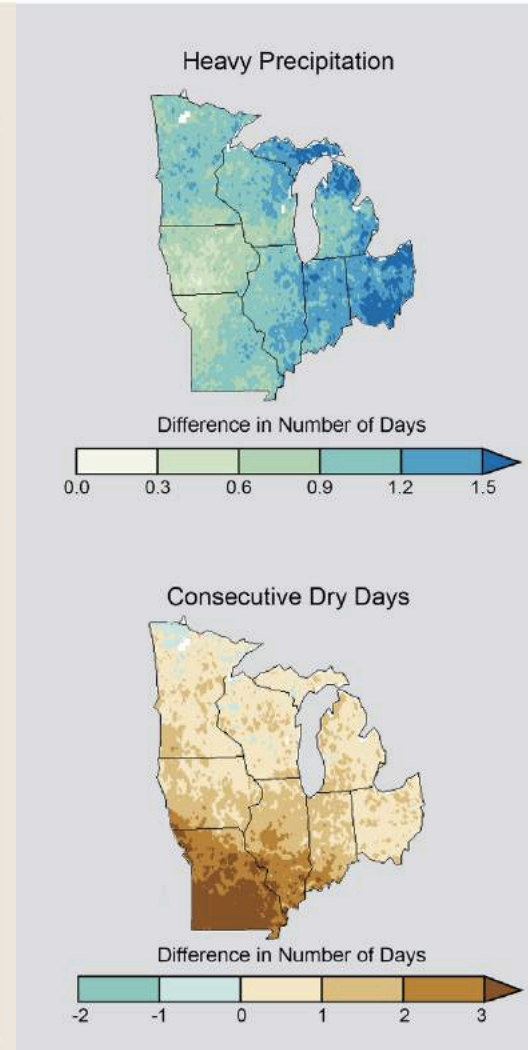 Heavy Precipitation
Difference in Number of Days
0.0 0.3 0.6 0.9 1.2 1.5
Consecutive Dry Days
Difference in Number of Days
-2 -1 0 1 2 3